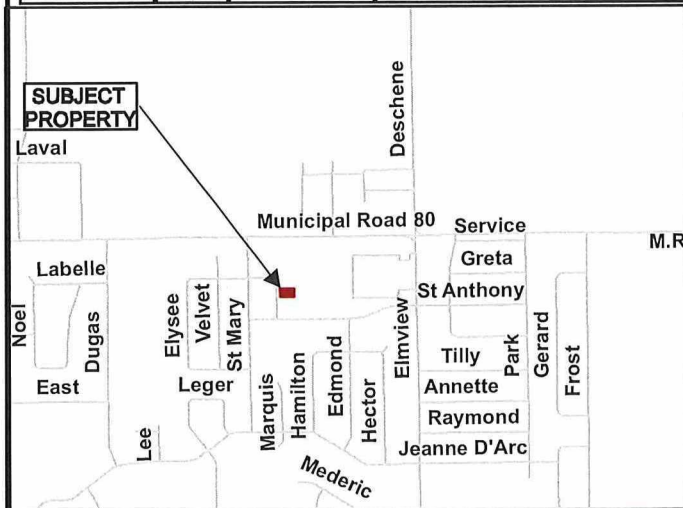 SUBJECT
PROPERTY
Laval
Deschene
Municipal Road 80
Service
M.R
Greta
Labelle
St Anthony
Noel
Dugas
Elysee
Velvet
St Mary
Elmview
Park
Gerard
Frost
Tilly
East
Leger
Marquis
Hamilton
Edmond
Hector
Annette
Raymond
Lee
Jeanne D'Arc
Mederic